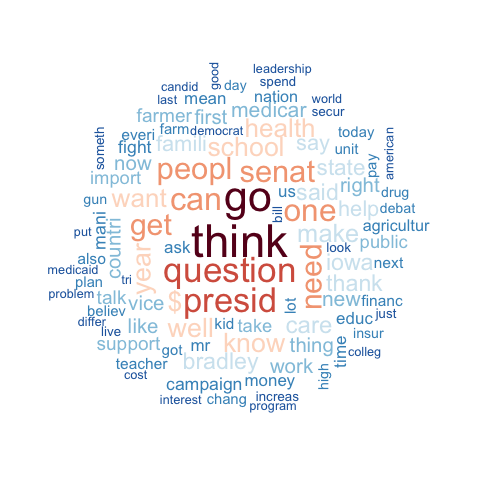 leadership
good
candid
day
spend
last
mean
nation
world
farmer
first
medicar
secur
someth
everi
farm
democrat
health
today
american
fight
famili
school
say
unit
now
peopl
senat
state
pay
import
us
right
drug
gun
want
can
go
said
debat
mani
get
bill
one
help
agricultur
put
countri
think
make
public
also
ask
look
medicaid
year
question
need
iowa
next
plan
tri
thank
problem
talk
vice
$
presid
lot
new
financ
believ
just
differ
like
well
kid
take
care
educ
live
support
got
mr
know
thing
time
insur
colleg
teacher
bradley
work
cost
campaign
money
high
interest
chang
increas
program